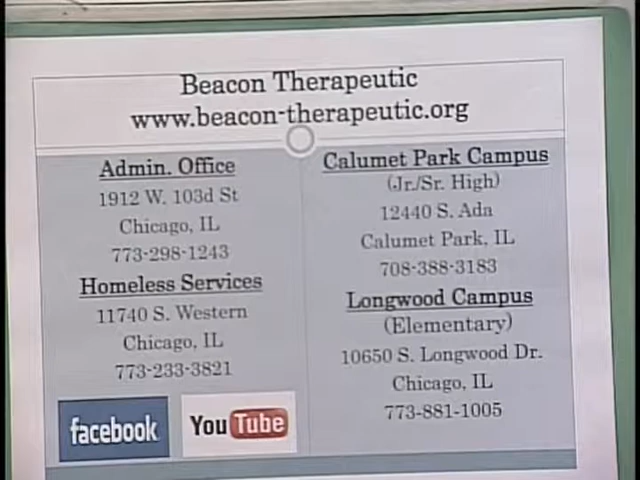 Beacon Therapeutic
www.beacon-therapeutic.org
Admin. Office
1912 W. 103d St
Chicago, IL
773-298-1243
Homeless Services
11740 S. Western
Chicago, IL
773-233-3821
facebook
YouTube
Calumet Park Campus
(Jr./Sr. High)
12440 S. Ada
Calumet Park, IL
708-388-3183
Longwood Campus
(Elementary)
10650 S. Longwood Dr.
Chicago, IL
773-881-1005